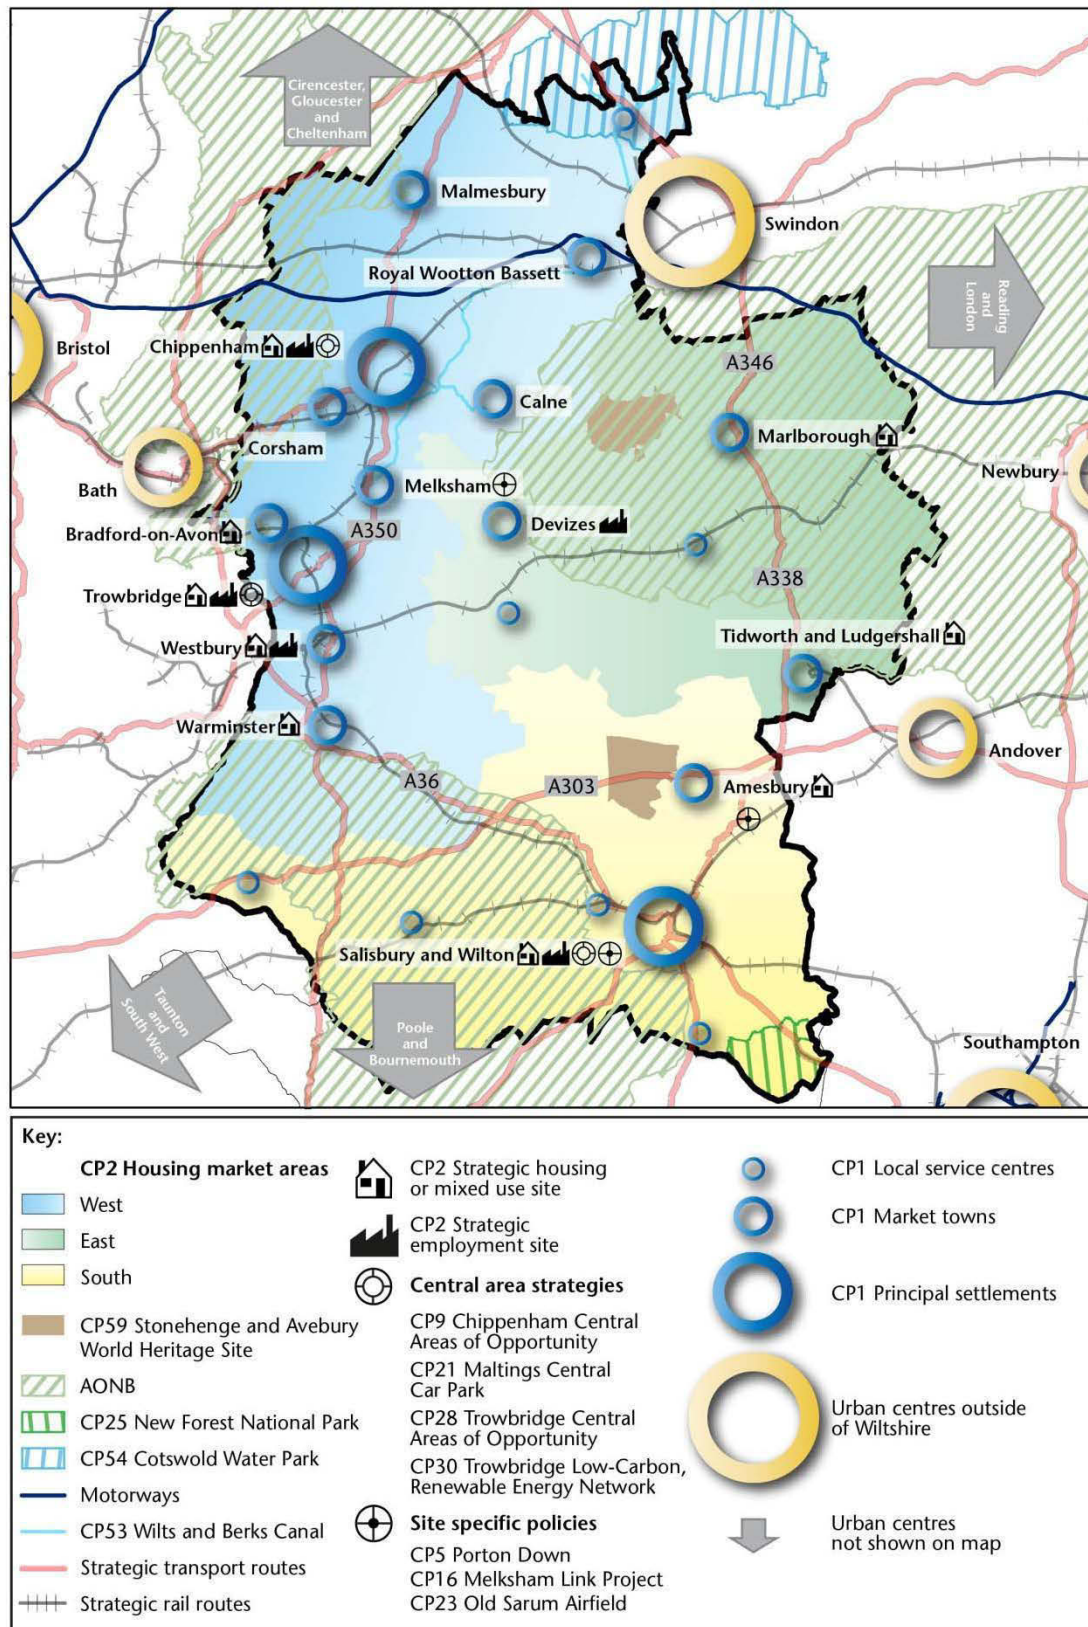 Cirencester,
Gloucester
and
Cheltenham
Malmesbury
Swindon
Royal Wootton Bassett
Reading
and
London
Bristol
Chippenham
A346
Calne
Corsham
Marlborough
Bath
Melksham
Newbury
Bradford-on-Avon
A350
Devizes
Trowbridge
A338
Westbury
Tidworth and Ludgershall
Warminster
Andover
A36
A303
Amesbury
Salisbury and Wilton
Taunton
and
South West
Poole
and
Bournemouth
Southampton
Key:
CP2 Housing market areas
West
East
South
CP59 Stonehenge and Avebury
World Heritage Site
AONB
CP25 New Forest National Park
CP54 Cotswold Water Park
Motorways
CP53 Wilts and Berks Canal
Strategic transport routes
Strategic rail routes
CP2 Strategic housing
or mixed use site
CP2 Strategic
employment site
Central area strategies
CP9 Chippenham Central
Areas of Opportunity
CP21 Maltings Central
Car Park
CP28 Trowbridge Central
Areas of Opportunity
CP30 Trowbridge Low-Carbon,
Renewable Energy Network
Site specific policies
CP5 Porton Down
CP16 Melksham Link Project
CP23 Old Sarum Airfield
CP1 Local service centres
CP1 Market towns
CP1 Principal settlements
Urban centres outside
of Wiltshire
Urban centres
not shown on map